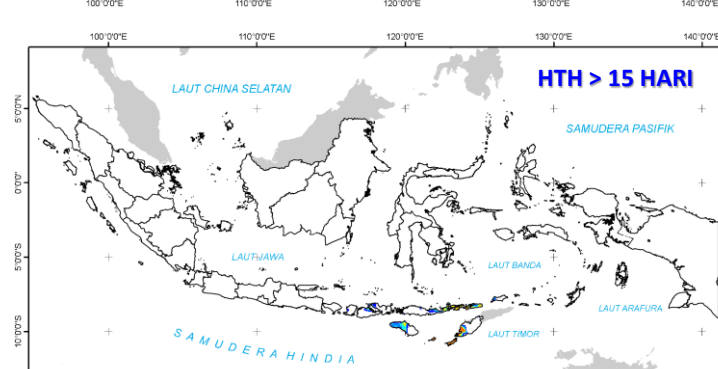 100°0'0"E 110°0'0"E 120°0'0"E 130°0'0"E 140°0'0"E
100°0'0"E 110°0'0"E 120°0'0"E 130°0'0"E 140°0'0"E
HTH > 15 HARI
LAUT CHINA SELATAN
5°0'0"N
SAMUDERA PASIFIK
0°0'0"
LAUT JAWA
5°0'0"S
LAUT BANDA
LAUT ARAFURA
10°0'0"S
LAUT TIMOR
SAMUDERA HINDIA